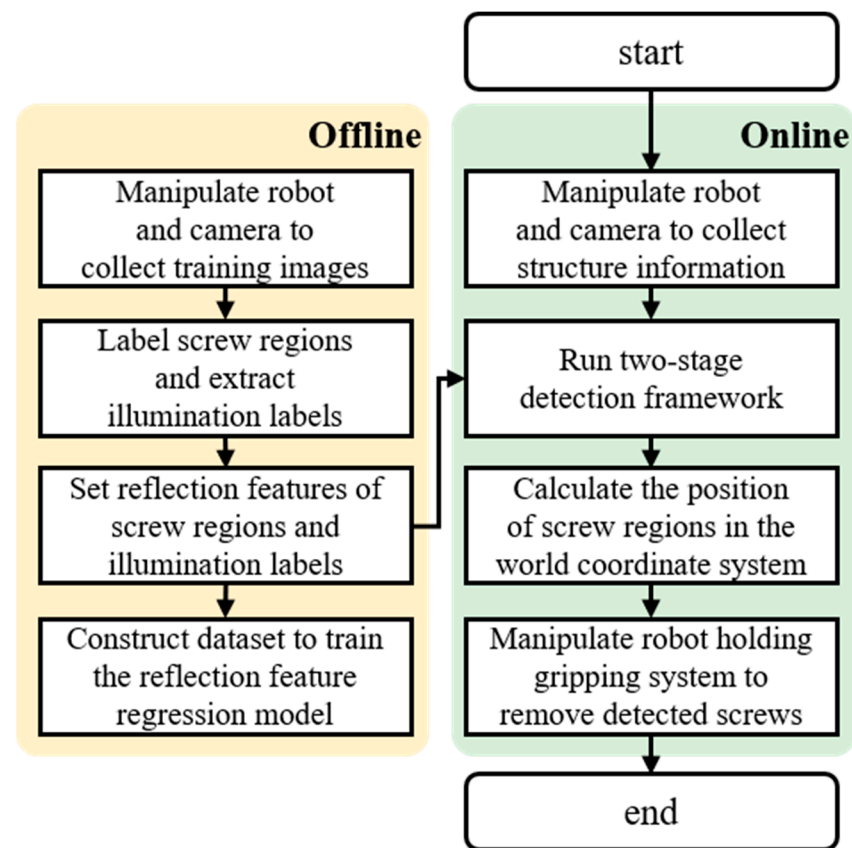 start
Offline
Manipulate robot
and camera to
collect training images
Label screw regions
and extract
illumination labels
Set reflection features of
screw regions and
illumination labels
Construct dataset to train
the reflection feature
regression model
Online
Manipulate robot
and camera to collect
structure information
Run two-stage
detection framework
Calculate the position
of screw regions in the
world coordinate system
Manipulate robot holding
gripping system to
remove detected screws
end